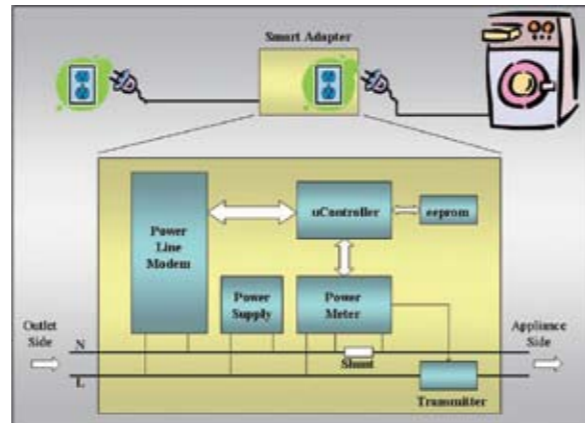 Smart Adapter
Power
Line
Modem
uController
eeprom
Power
Supply
Power
Meter
Outlet
Side
N
L
Shunt
Appliance
Side
Transmitter